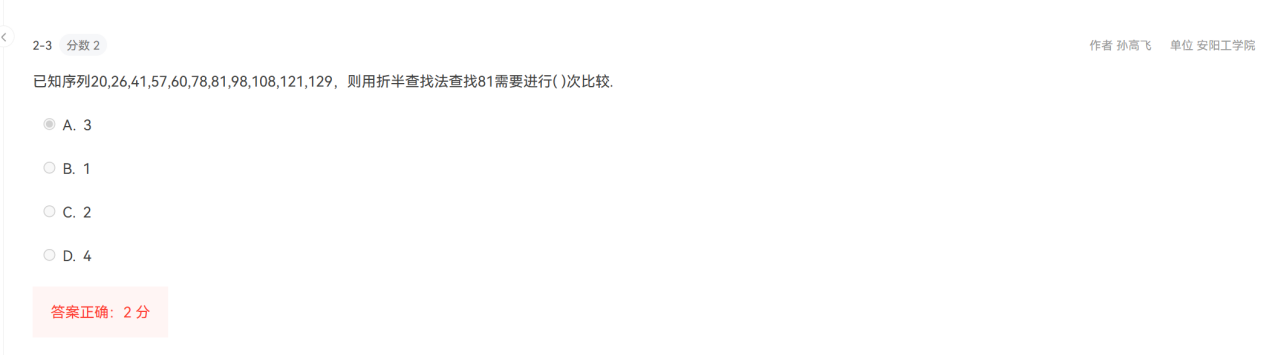 2-3 分数 2 作者 孙高飞 单位 安阳工学院
已知序列20,26,41,57,60,78,81,98,108,121,129，则用折半查找法查找81需要进行( )次比较.
A. 3
B. 1
C. 2
D. 4
答案正确：2 分